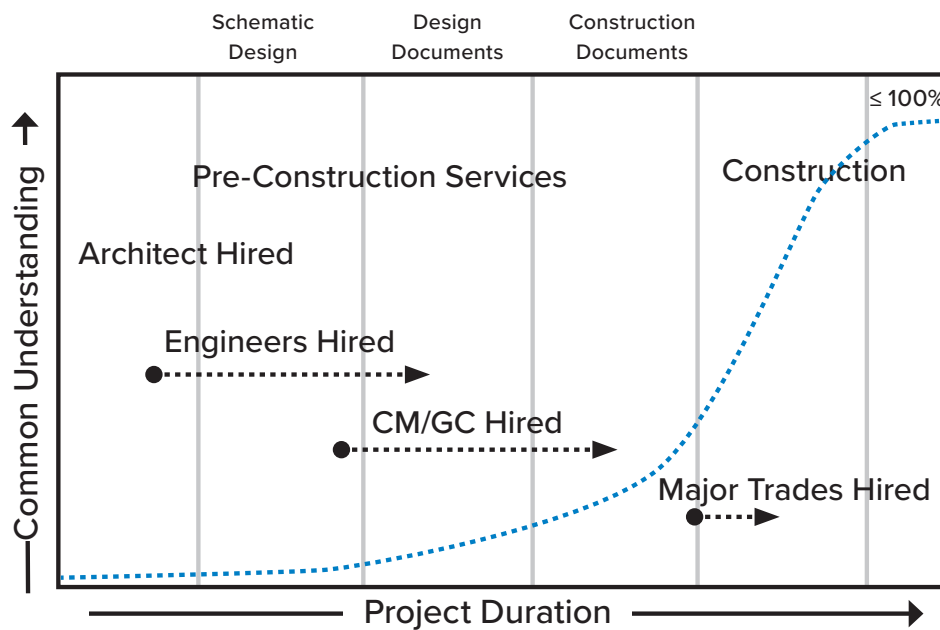 Schematic
Design
Design
Documents
Construction
Documents
≤ 100%
Pre-Construction Services
Construction
Architect Hired
Engineers Hired
CM/GC Hired
Major Trades Hired
Common Understanding
Project Duration